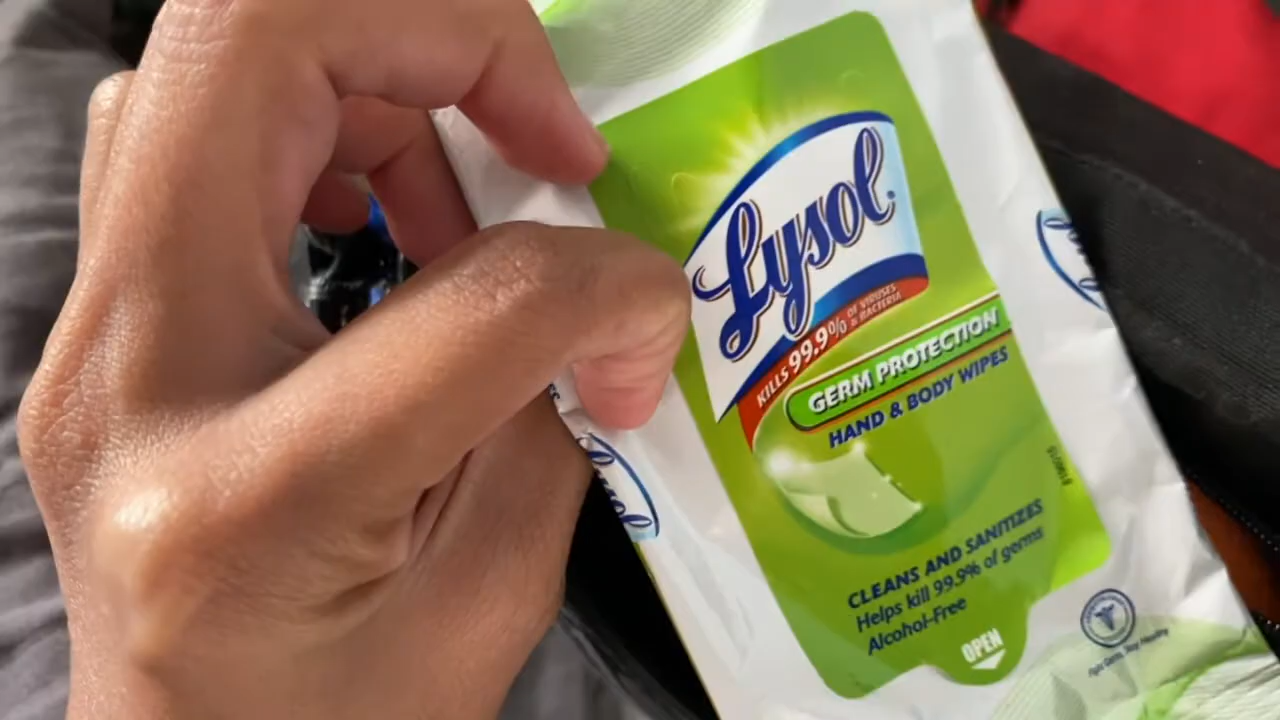 Lysol.
KILLS 99.9% OF VIRUSES & BACTERIA
GERM PROTECTION
HAND & BODY WIPES
CLEANS AND SANITIZES
Helps kill 99.9% of germs
Alcohol-Free
OPEN
Lysol